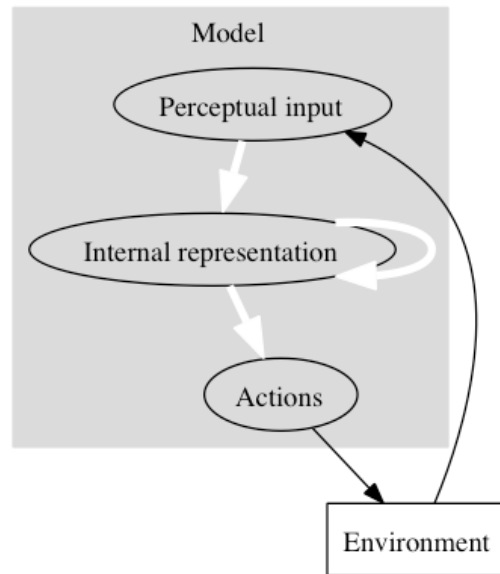 Model
Perceptual input
Internal representation
Actions
Environment